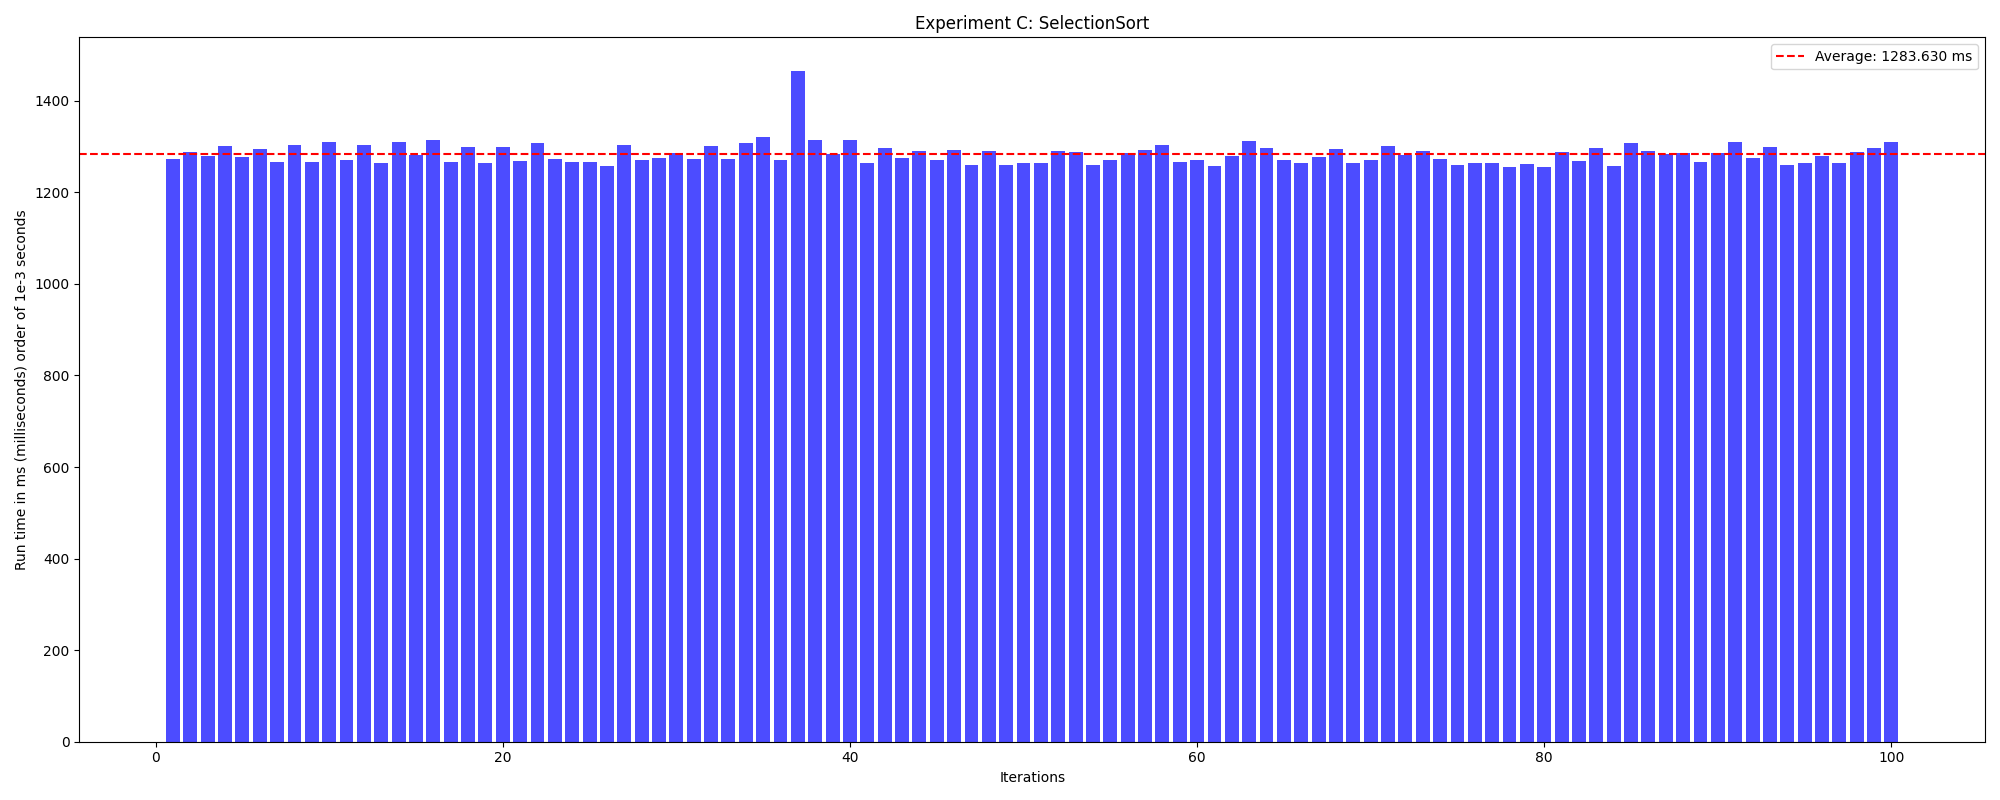 Experiment C: SelectionSort
Average: 1283.630 ms
Run time in ms (milliseconds) order of 1e-3 seconds
1400
1200
1000
800
600
400
200
0
0 20 40 60 80 100
Iterations